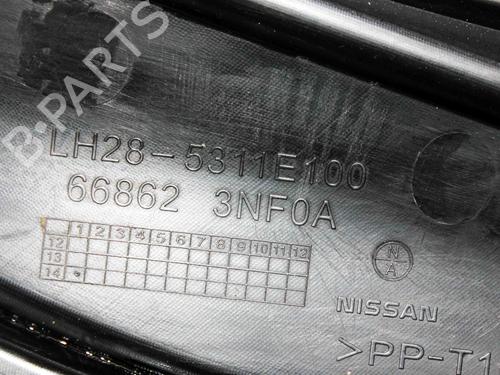 B-PARTS
LH28-5311E100
66862 3NF0A
1 2 3 4 5 6 7 8 9 10 11 12
12
13
14
N
A
NISSAN
>PP-T1